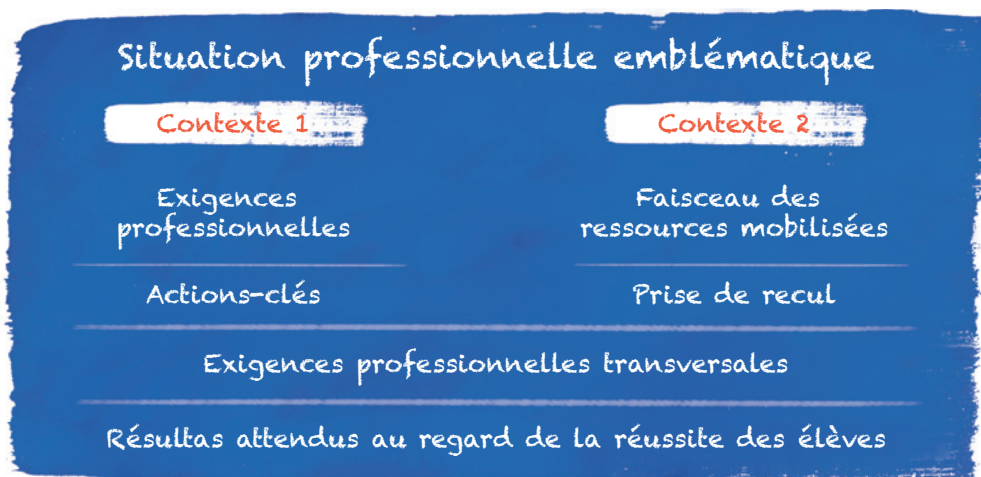 Situation professionnelle emblématique
Contexte 1
Contexte 2
Exigences
professionnelles
Faisceau des
ressources mobilisées
Actions-clés
Prise de recul
Exigences professionnelles transversales
Résultas attendus au regard de la réussite des élèves